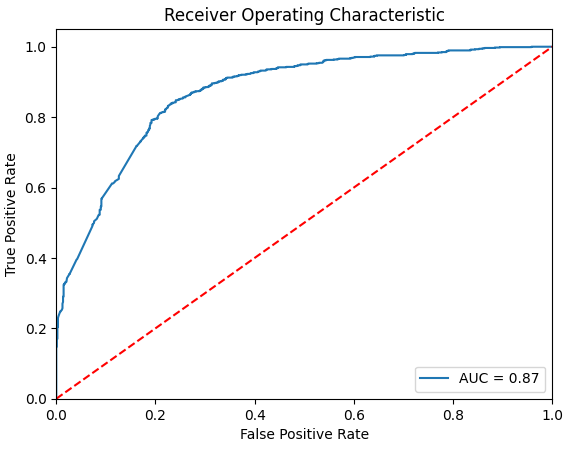 Receiver Operating Characteristic
1.0
0.8
0.6
0.4
0.2
0.0
True Positive Rate
0.0 0.2 0.4 0.6 0.8 1.0
False Positive Rate
AUC = 0.87